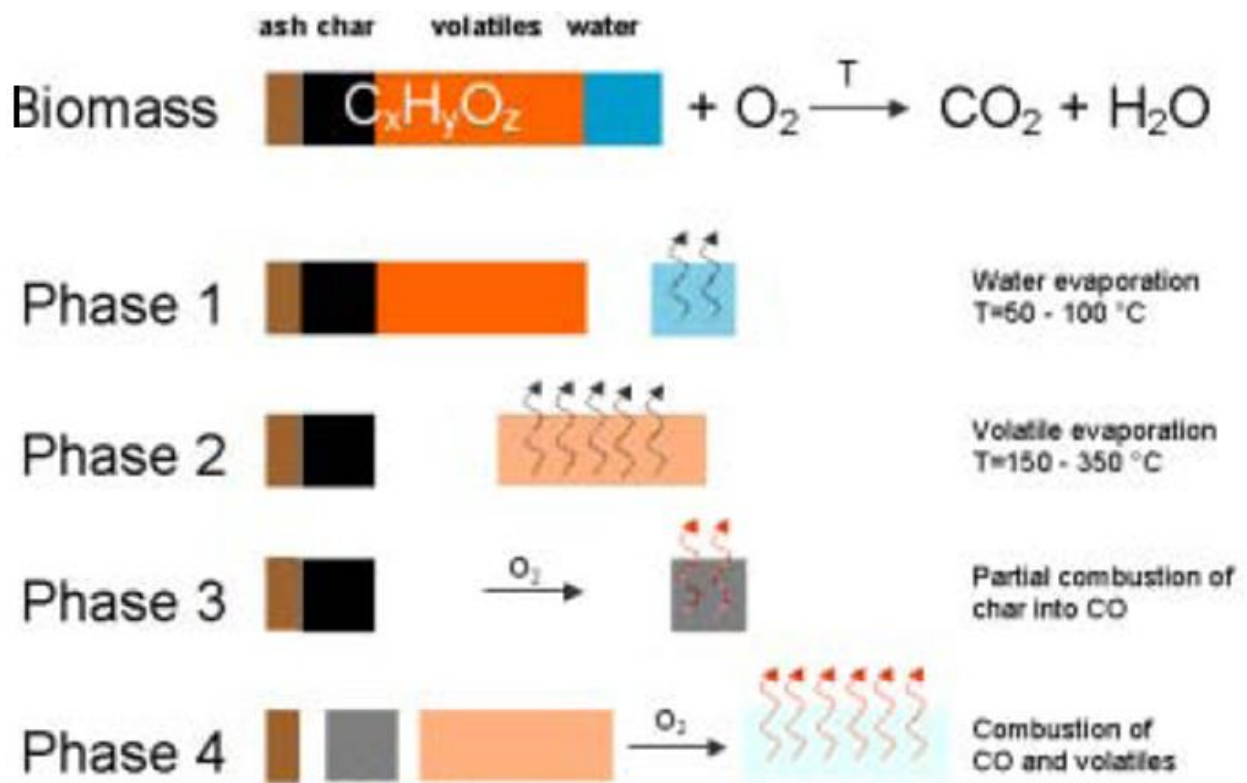 ash char volatiles water
Biomass CxHyOz + O2 T CO2 + H2O
Phase 1
Water evaporation
T=50 - 100 °C
Phase 2
Volatile evaporation
T=150 - 350 °C
Phase 3
O2
Partial combustion of
char into CO
Phase 4
O2
Combustion of
CO and volatiles